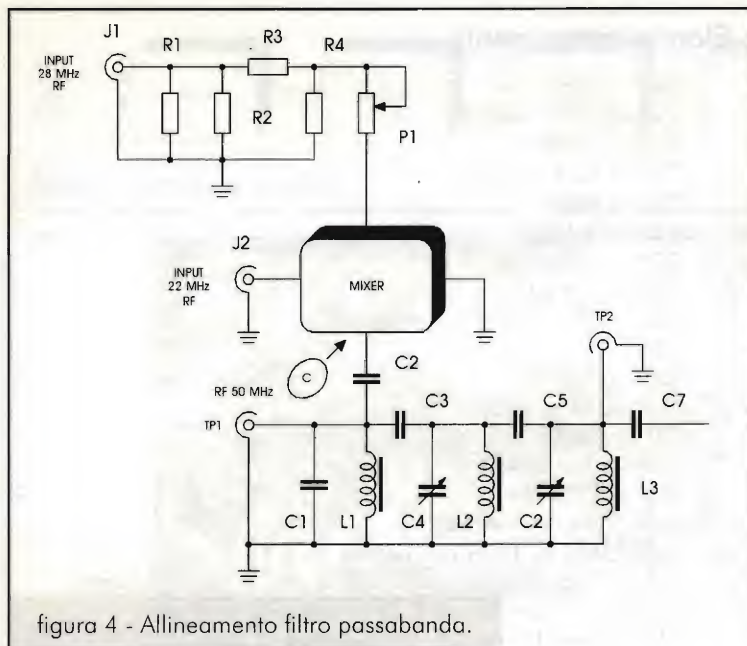 J1
R1
R3
R4
INPUT
28 MHz
RF
R2
P1
J2
INPUT
22 MHz
RF
MIXER
TP2
C
C2
RF 50 MHz
C3
C5
C7
TP1
C1
L1
C4
L2
C2
L3
figura 4 - Allineamento filtro passabanda.